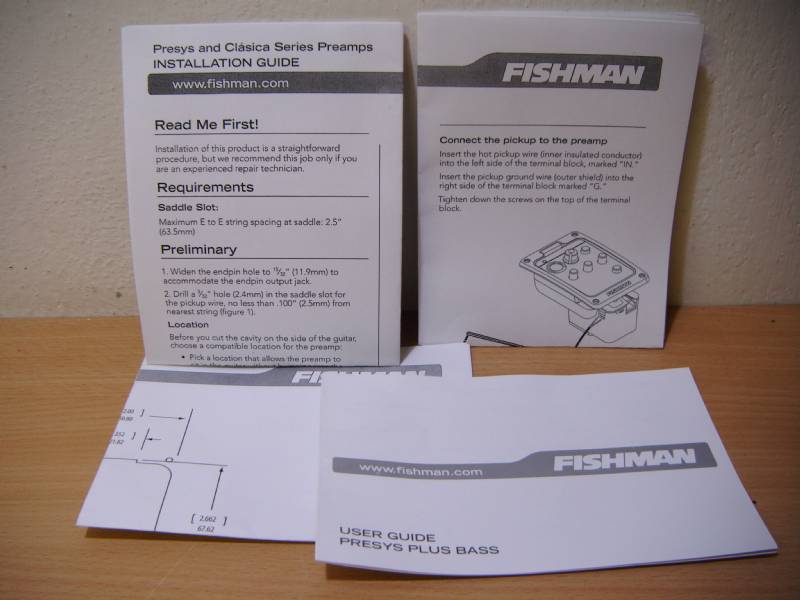 Presys and Clásica Series Preamps
INSTALLATION GUIDE
www.fishman.com
Read Me First!
Installation of this product is a straightforward
procedure, but we recommend this job only if you
are an experienced repair technician.
Requirements
Saddle Slot:
Maximum E to E string spacing at saddle: 2.5"
(63.5mm)
Preliminary
1. Widen the endpin hole to 15/32" (11.9mm) to
accommodate the endpin output jack.
2. Drill a 3/32" hole (2.4mm) in the saddle slot for
the pickup wire, no less than .100" (2.5mm) from
nearest string (figure 1).
Location
Before you cut the cavity on the side of the guitar,
choose a compatible location for the preamp:
• Pick a location that allows the preamp to
FISHMAN
Connect the pickup to the preamp
Insert the hot pickup wire (inner insulated conductor)
into the left side of the terminal block, marked "IN."
Insert the pickup ground wire (outer shield) into the
right side of the terminal block marked "G."
Tighten down the screws on the top of the terminal
block.
FISHMAN
[ 2.662 ]
67.62
www.fishman.com
FISHMAN
USER GUIDE
PRESYS PLUS BASS